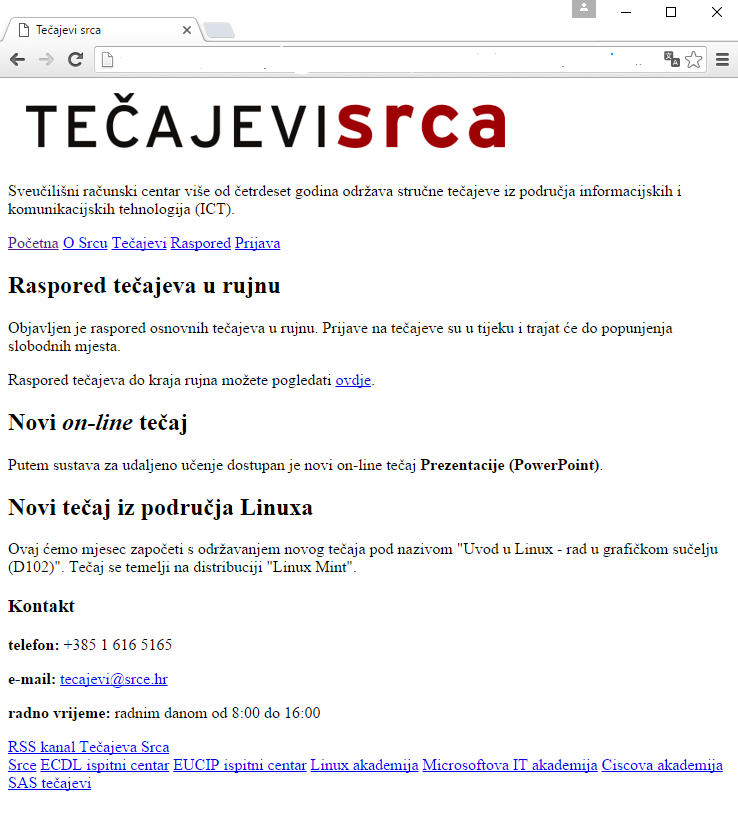 Tečajevi srca
TEČAJEVIsrca
Sveučilišni računski centar više od četrdeset godina održava stručne tečajeve iz područja informacijskih i
komunikacijskih tehnologija (ICT).
Početna O Srcu Tečajevi Raspored Prijava
Raspored tečajeva u rujnu
Objavljen je raspored osnovnih tečajeva u rujnu. Prijave na tečajeve su u tijeku i trajat će do popunjenja
slobodnih mjesta.
Raspored tečajeva do kraja rujna možete pogledati ovdje.
Novi on-line tečaj
Putem sustava za udaljeno učenje dostupan je novi on-line tečaj Prezentacije (PowerPoint).
Novi tečaj iz područja Linuxa
Ovaj ćemo mjesec započeti s održavanjem novog tečaja pod nazivom "Uvod u Linux - rad u grafičkom sučelju
(D102)". Tečaj se temelji na distribuciji "Linux Mint".
Kontakt
telefon: +385 1 616 5165
e-mail: tecajevi@srce.hr
radno vrijeme: radnim danom od 8:00 do 16:00
RSS kanal Tečajeva Srca
Srce ECDL ispitni centar EUCIP ispitni centar Linux akademija Microsoftova IT akademija Ciscova akademija
SAS tečajevi